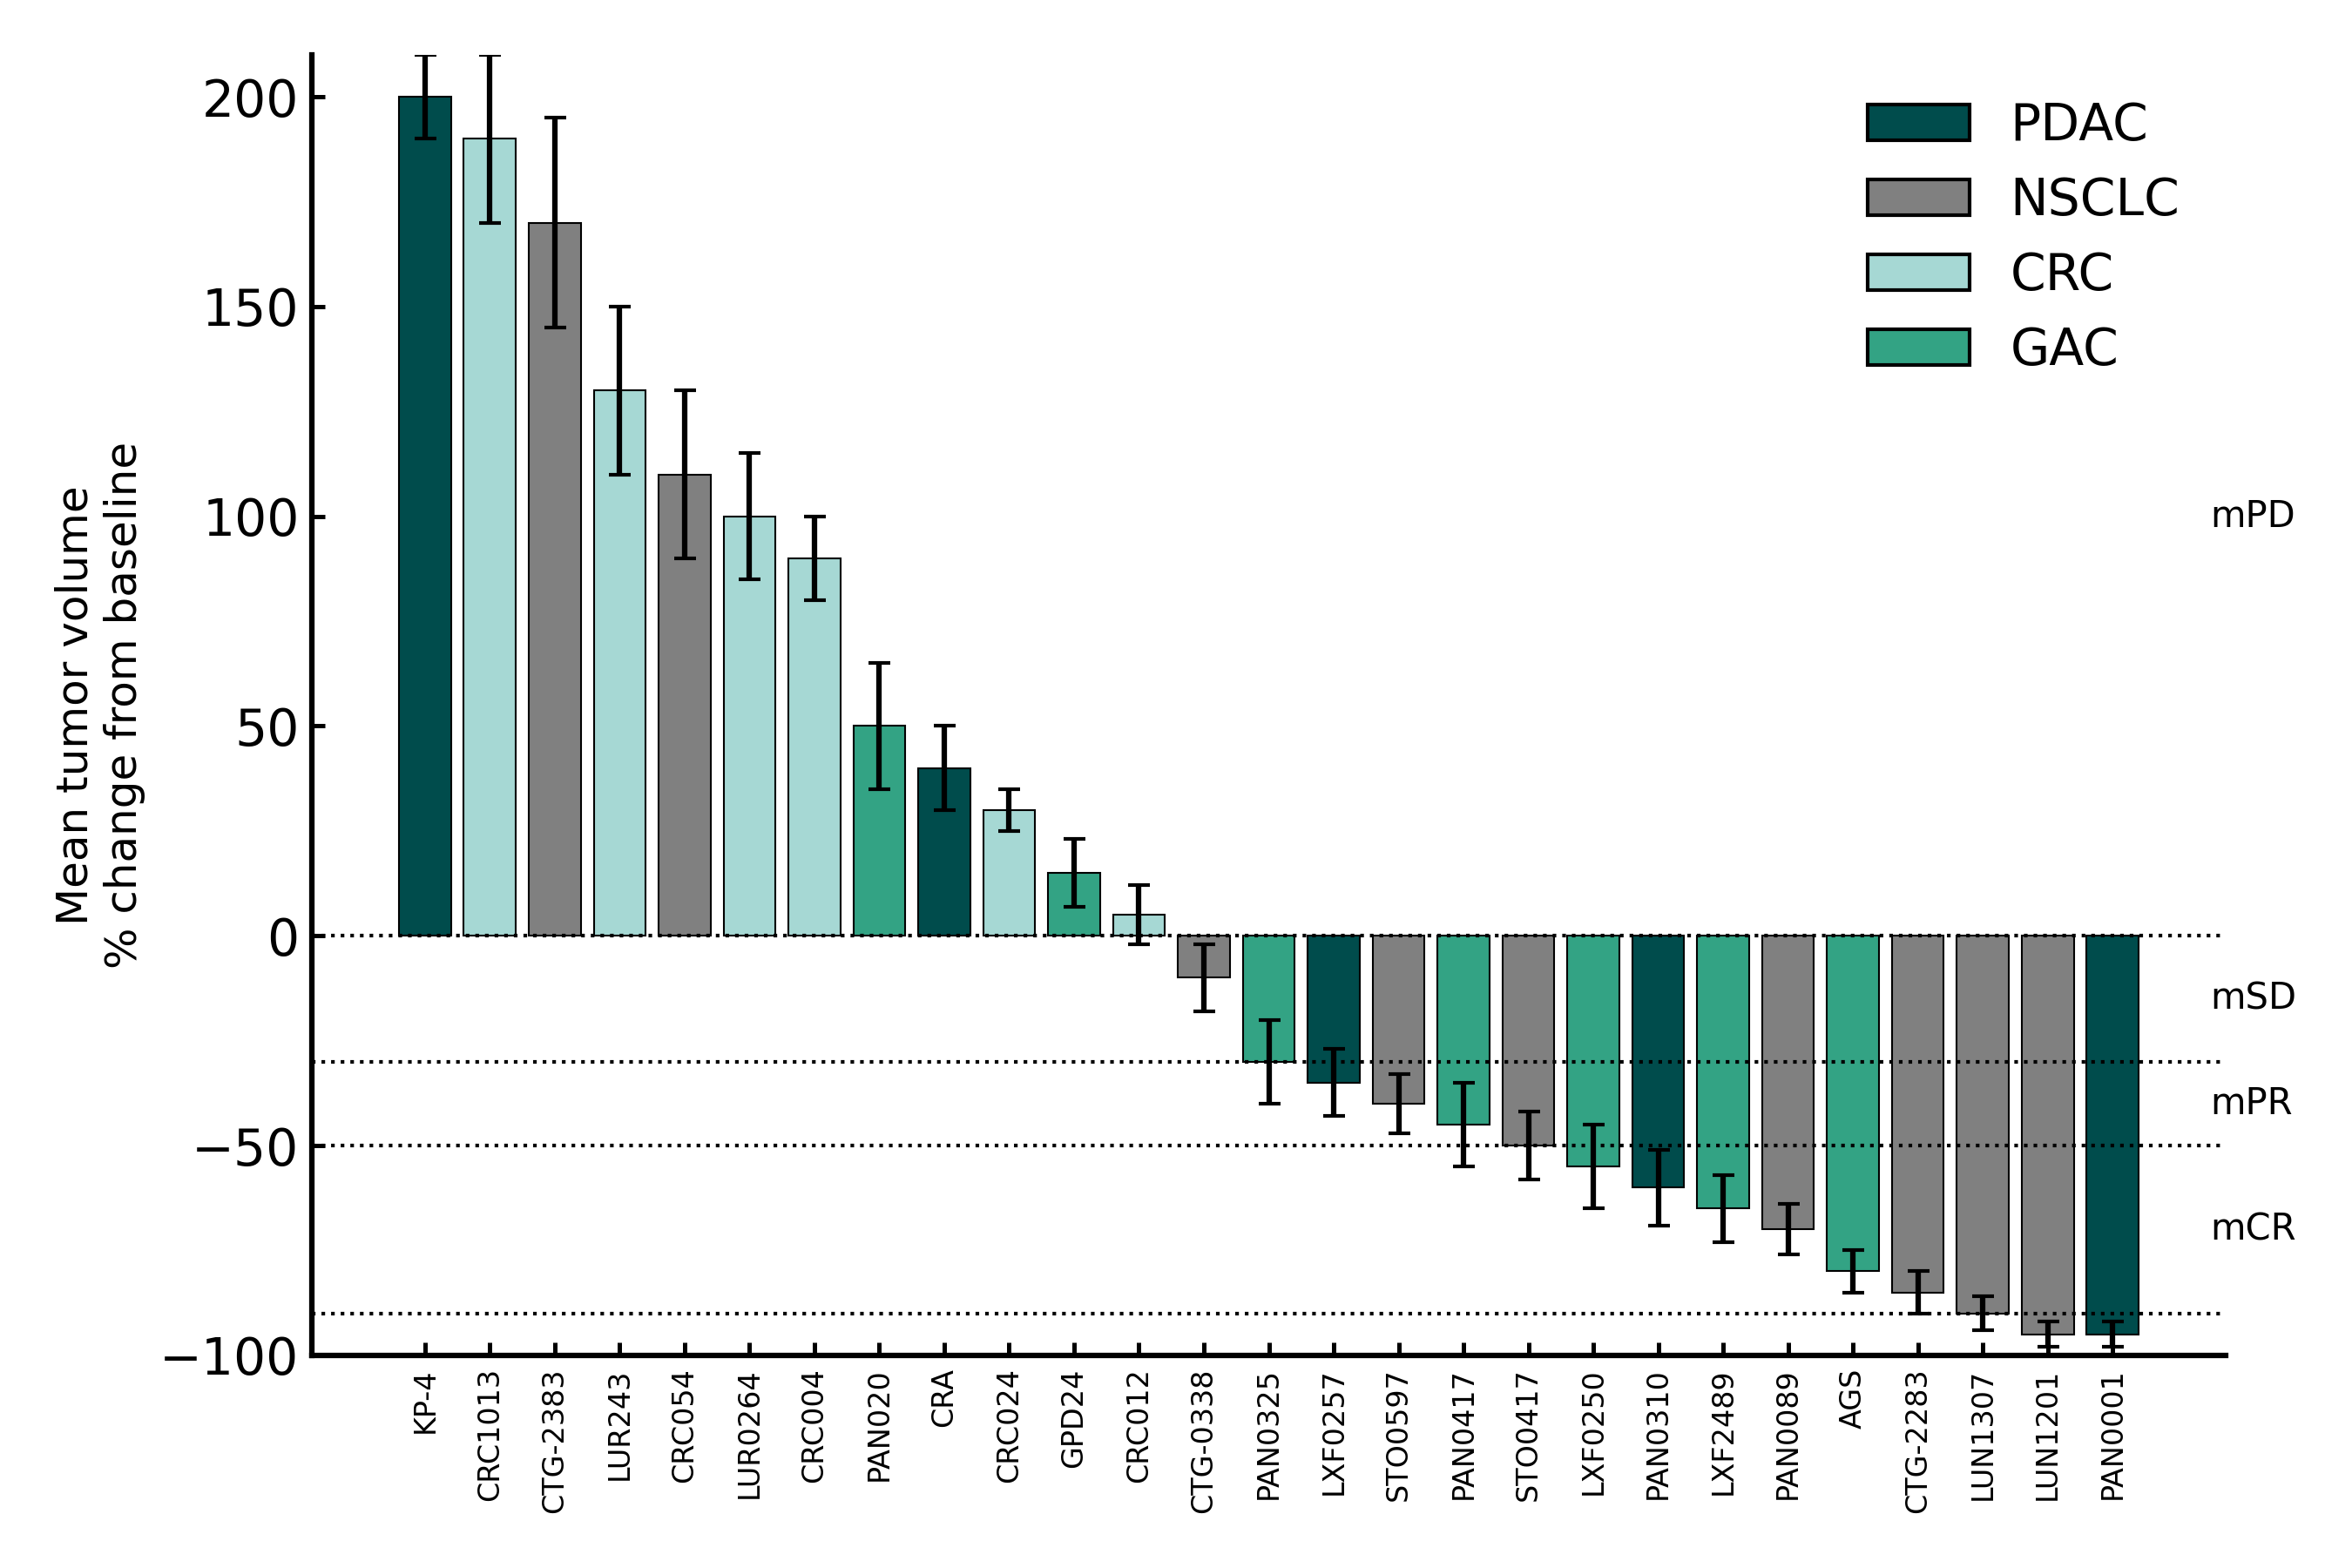 200
150
100
50
0
−50
−100
Mean tumor volume
% change from baseline
PDAC
NSCLC
CRC
GAC
mPD
mSD
mPR
mCR
KP-4
CRC1013
CTG-2383
LUR243
CRC054
LUR0264
CRC004
PAN020
CRA
CRC024
GPD24
CRC012
CTG-0338
PAN0325
LXF0257
STO0597
PAN0417
STO0417
LXF0250
PAN0310
LXF2489
PAN0089
AGS
CTG-2283
LUN1307
LUN1201
PAN0001